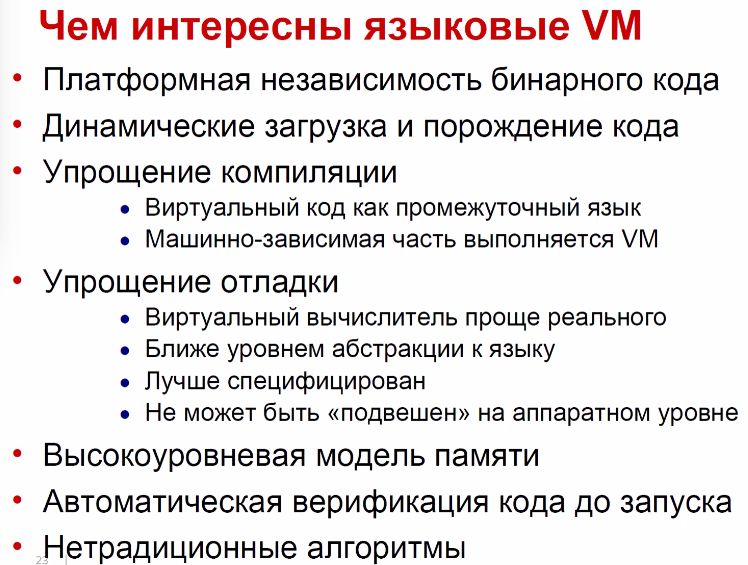 Чем интересны языковые VM
• Платформная независимость бинарного кода
• Динамические загрузка и порождение кода
• Упрощение компиляции
• Виртуальный код как промежуточный язык
• Машинно-зависимая часть выполняется VM
• Упрощение отладки
• Виртуальный вычислитель проще реального
• Ближе уровнем абстракции к языку
• Лучше специфицирован
• Не может быть «подвешен» на аппаратном уровне
• Высокоуровневая модель памяти
• Автоматическая верификация кода до запуска
• Нетрадиционные алгоритмы
23 |